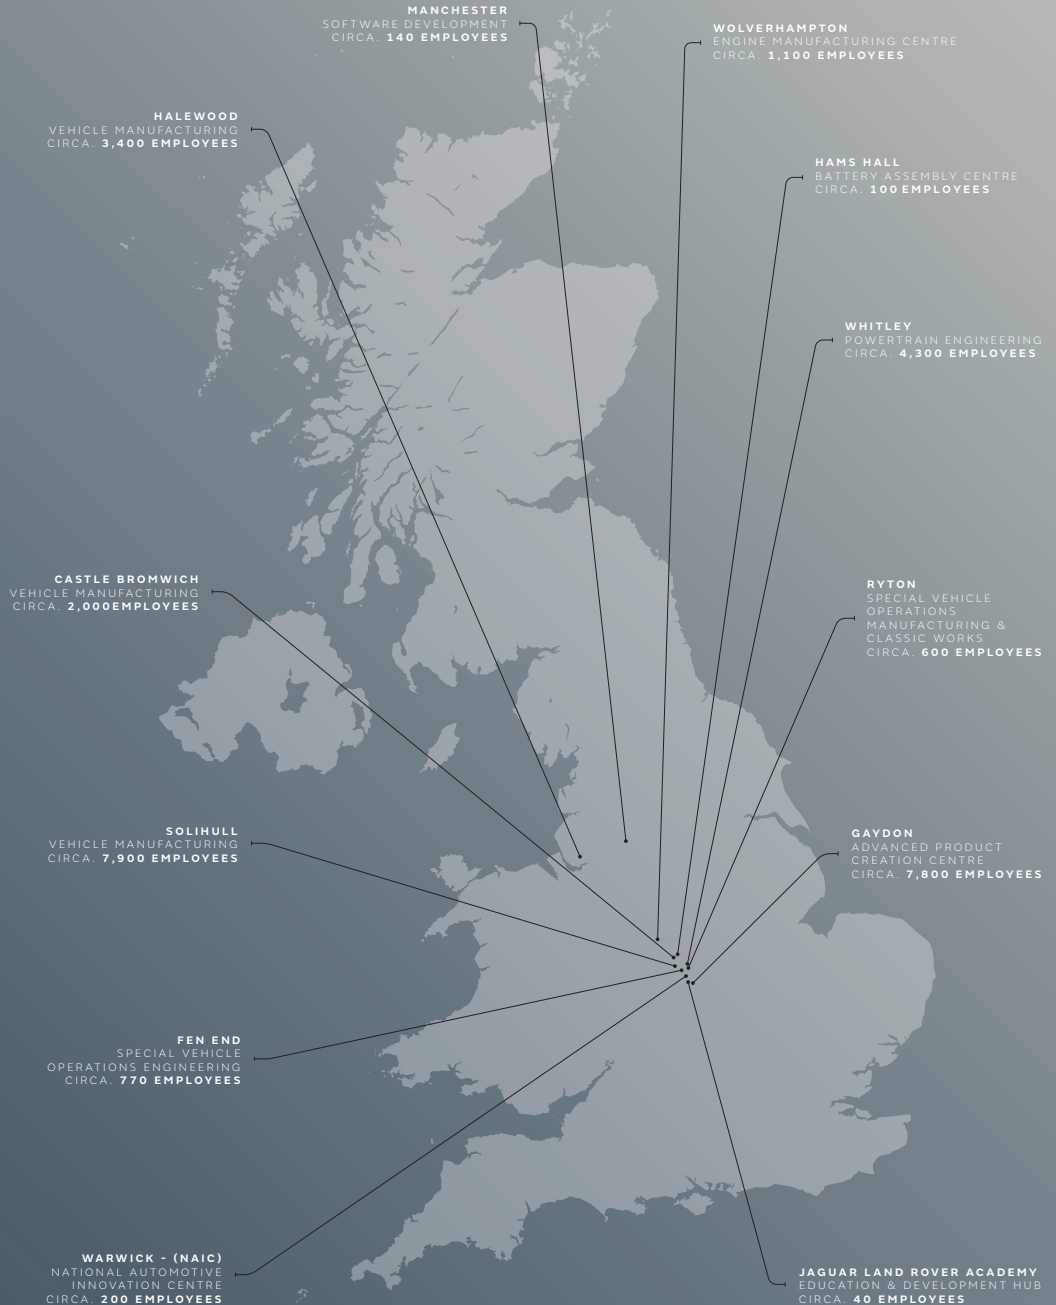 MANCHESTER
SOFTWARE DEVELOPMENT
CIRCA. 140 EMPLOYEES
WOLVERHAMPTON
ENGINE MANUFACTURING CENTRE
CIRCA. 1,100 EMPLOYEES
HALEWOOD
VEHICLE MANUFACTURING
CIRCA. 3,400 EMPLOYEES
HAMS HALL
BATTERY ASSEMBLY CENTRE
CIRCA. 100 EMPLOYEES
WHITLEY
POWERTRAIN ENGINEERING
CIRCA. 4,300 EMPLOYEES
CASTLE BROMWICH
VEHICLE MANUFACTURING
CIRCA. 2,000EMPLOYEES
RYTON
SPECIAL VEHICLE
OPERATIONS
MANUFACTURING &
CLASSIC WORKS
CIRCA. 600 EMPLOYEES
SOLIHULL
VEHICLE MANUFACTURING
CIRCA. 7,900 EMPLOYEES
GAYDON
ADVANCED PRODUCT
CREATION CENTRE
CIRCA. 7,800 EMPLOYEES
FEN END
SPECIAL VEHICLE
OPERATIONS ENGINEERING
CIRCA. 770 EMPLOYEES
WARWICK - (NAIC)
NATIONAL AUTOMOTIVE
INNOVATION CENTRE
CIRCA. 200 EMPLOYEES
JAGUAR LAND ROVER ACADEMY
EDUCATION & DEVELOPMENT HUB
CIRCA. 40 EMPLOYEES